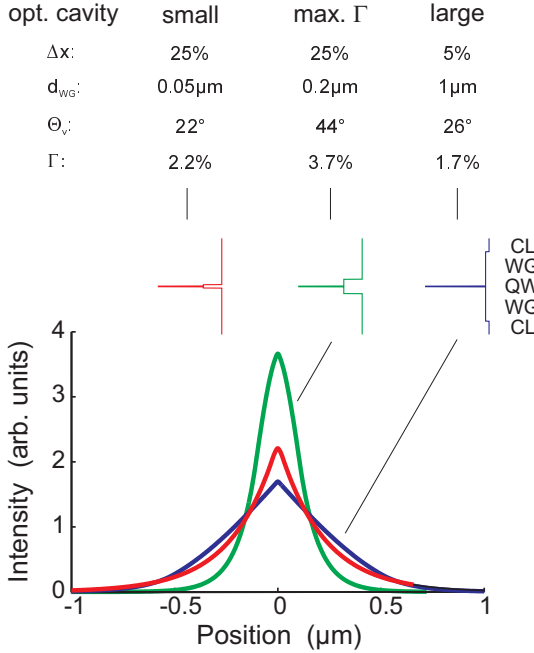 opt. cavity small max. Γ large
Δx: 25% 25% 5%
d_WG: 0.05µm 0.2µm 1µm
Θ_v: 22° 44° 26°
Γ: 2.2% 3.7% 1.7%
CL
WG
QW
WG
CL
4
3
2
1
0
Intensity (arb. units)
-1 -0.5 0 0.5 1
Position (µm)